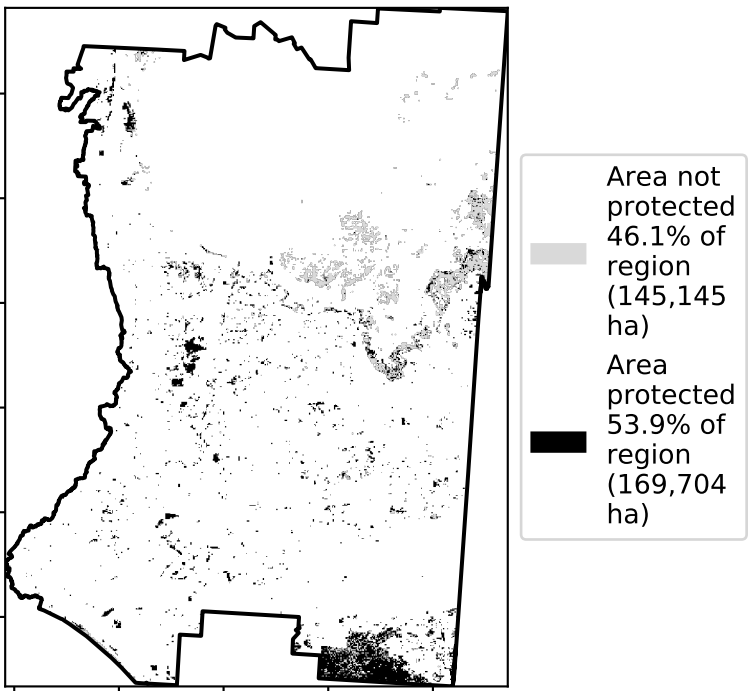 Area not
protected
46.1% of
region
(145,145
ha)
Area
protected
53.9% of
region
(169,704
ha)